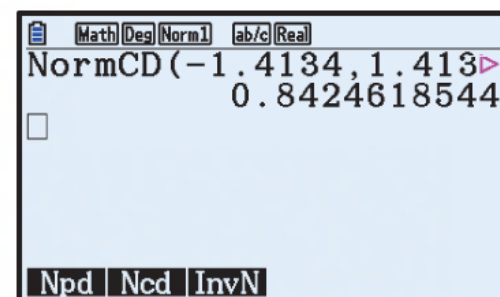 Math Deg Norm1 ab/c Real
NormCD(-1.4134,1.413
0.8424618544
Npd Ncd InvN